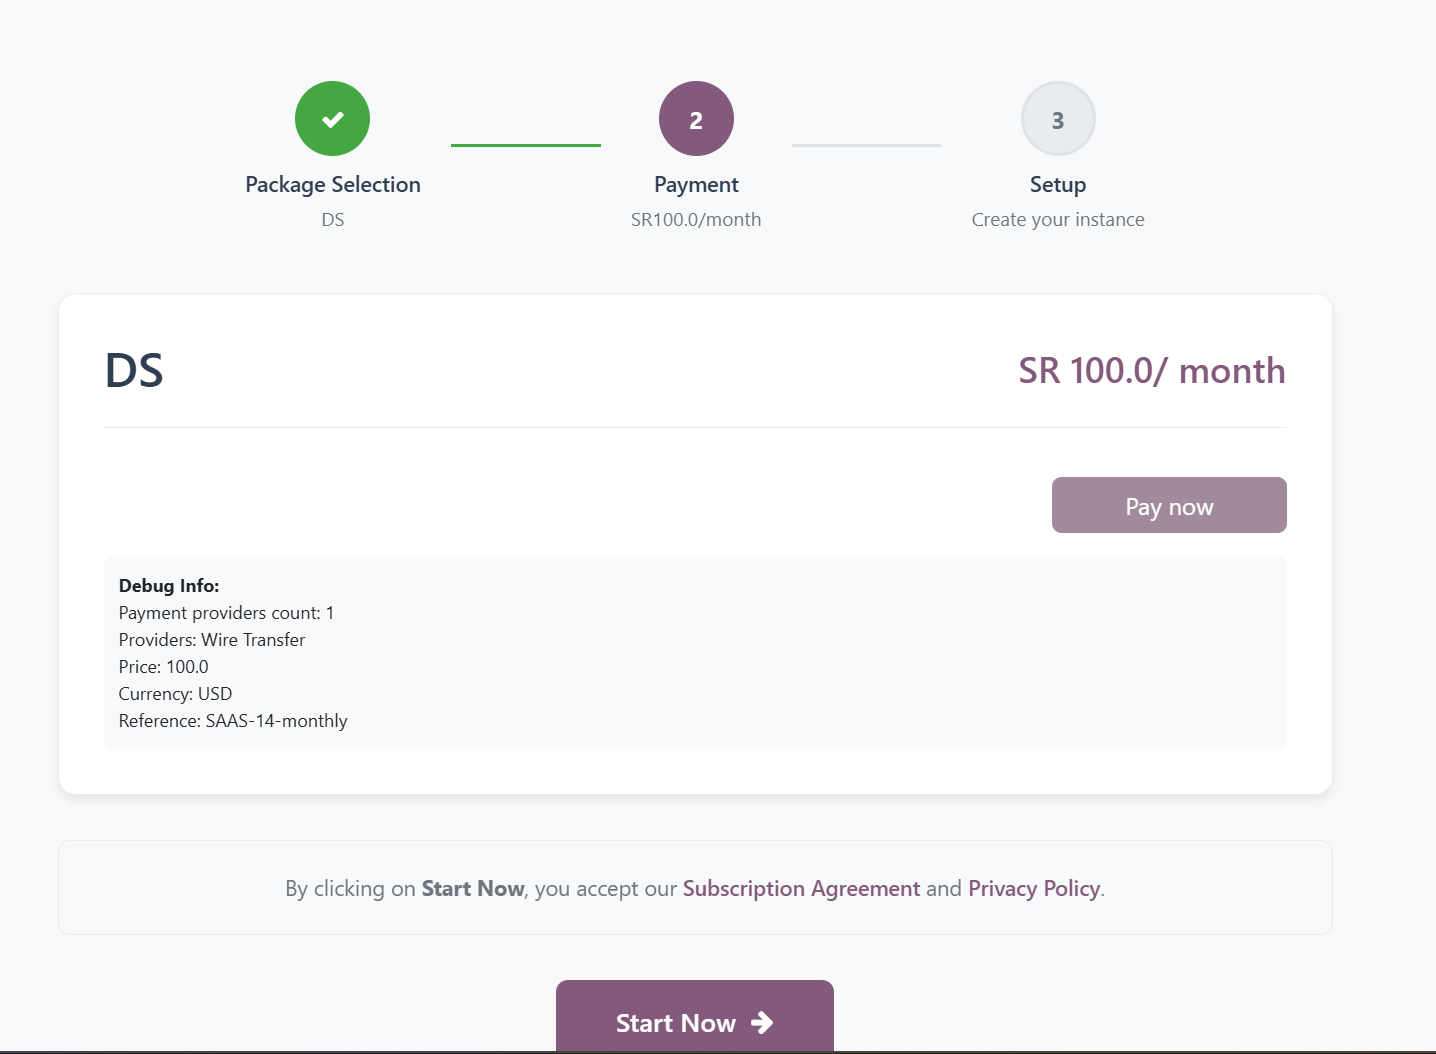 2
3
Package Selection
Payment
Setup
DS
SR100.0/month
Create your instance
DS
SR 100.0/ month
Pay now
Debug Info:
Payment providers count: 1
Providers: Wire Transfer
Price: 100.0
Currency: USD
Reference: SAAS-14-monthly
By clicking on Start Now, you accept our Subscription Agreement and Privacy Policy.
Start Now